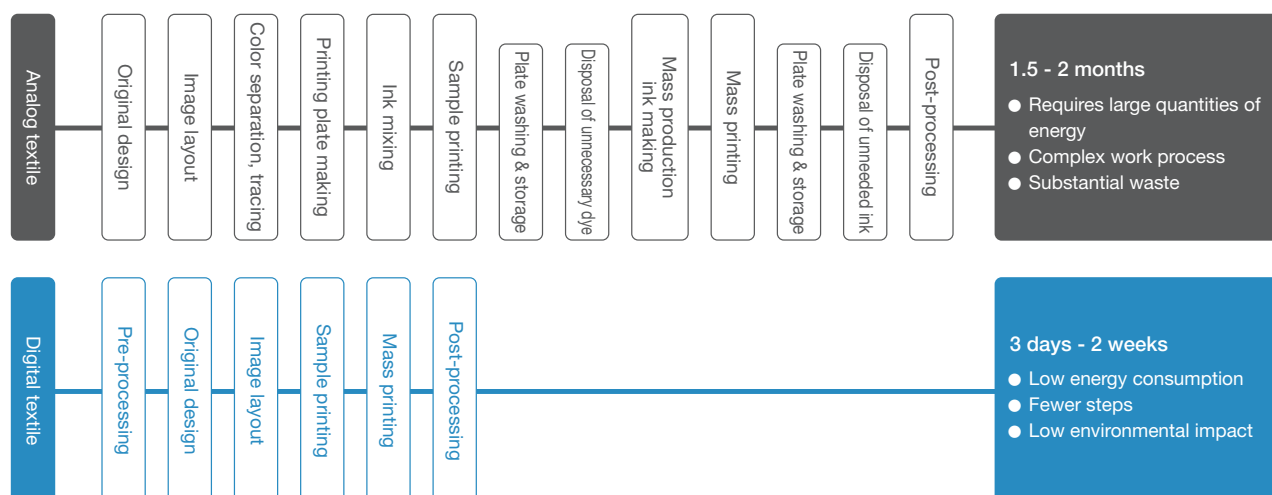 Analog textile
Original design
Image layout
Color separation, tracing
Printing plate making
Ink mixing
Sample printing
Plate washing & storage
Disposal of unnecessary dye
Mass production
ink making
Mass printing
Plate washing & storage
Disposal of unneeded ink
Post-processing
1.5 - 2 months
● Requires large quantities of
energy
● Complex work process
● Substantial waste
Digital textile
Pre-processing
Original design
Image layout
Sample printing
Mass printing
Post-processing
3 days - 2 weeks
● Low energy consumption
● Fewer steps
● Low environmental impact